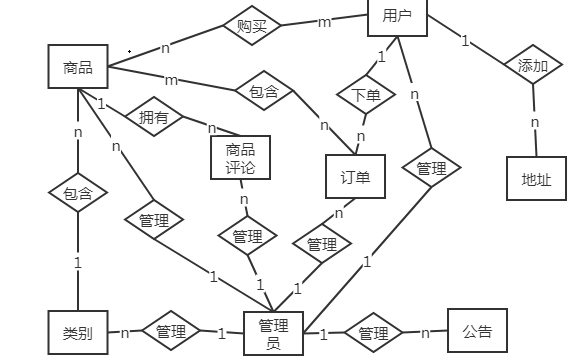 用户
购买
m
n
1
商品
添加
1
m
包含
下单
n
1
拥有
n
n
n
n
n
n
商品
评论
管理
地址
订单
包含
n
n
管理
管理
管理
1
1
1
1
1
类别
n
管理
1
管理
员
1
管理
n
公告